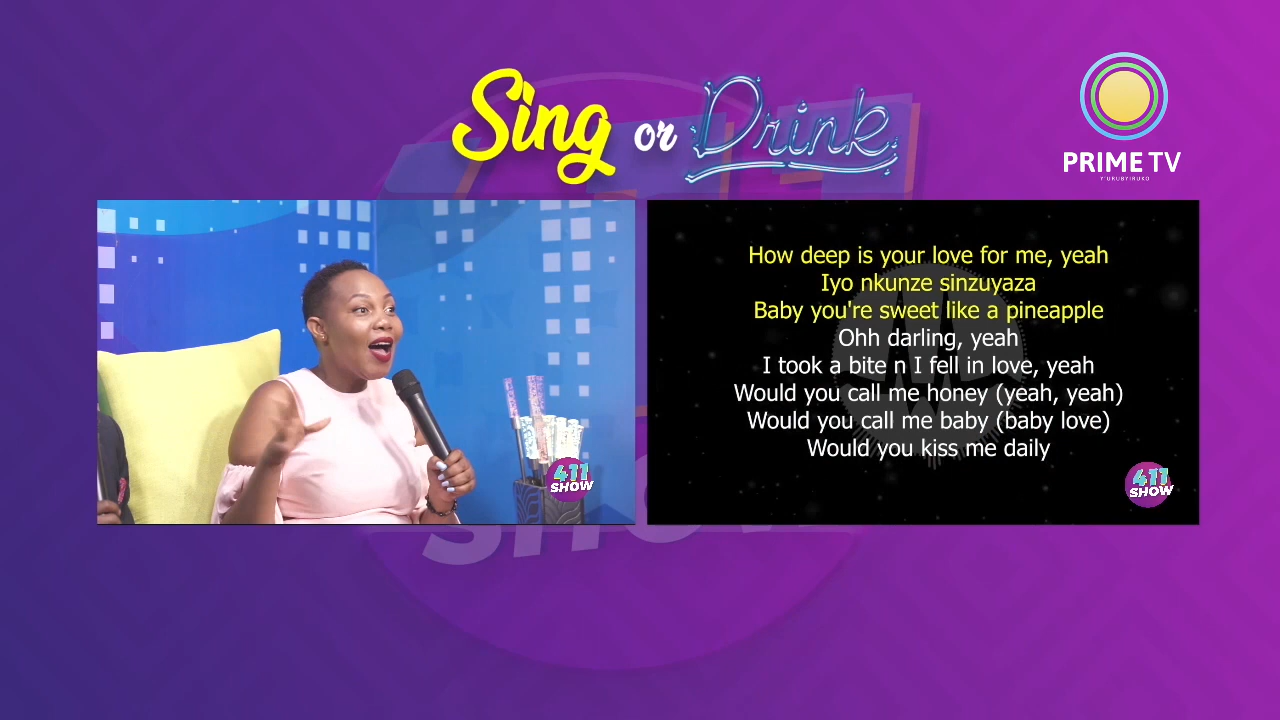 Sing or Drink
PRIME TV
Y'URUBYIRUKO
How deep is your love for me, yeah
Iyo nkunze sinzuyaza
Baby you're sweet like a pineapple
Ohh darling, yeah
I took a bite n I fell in love, yeah
Would you call me honey (yeah, yeah)
Would you call me baby (baby love)
Would you kiss me daily
411
SHOW
411
SHOW
SHOW